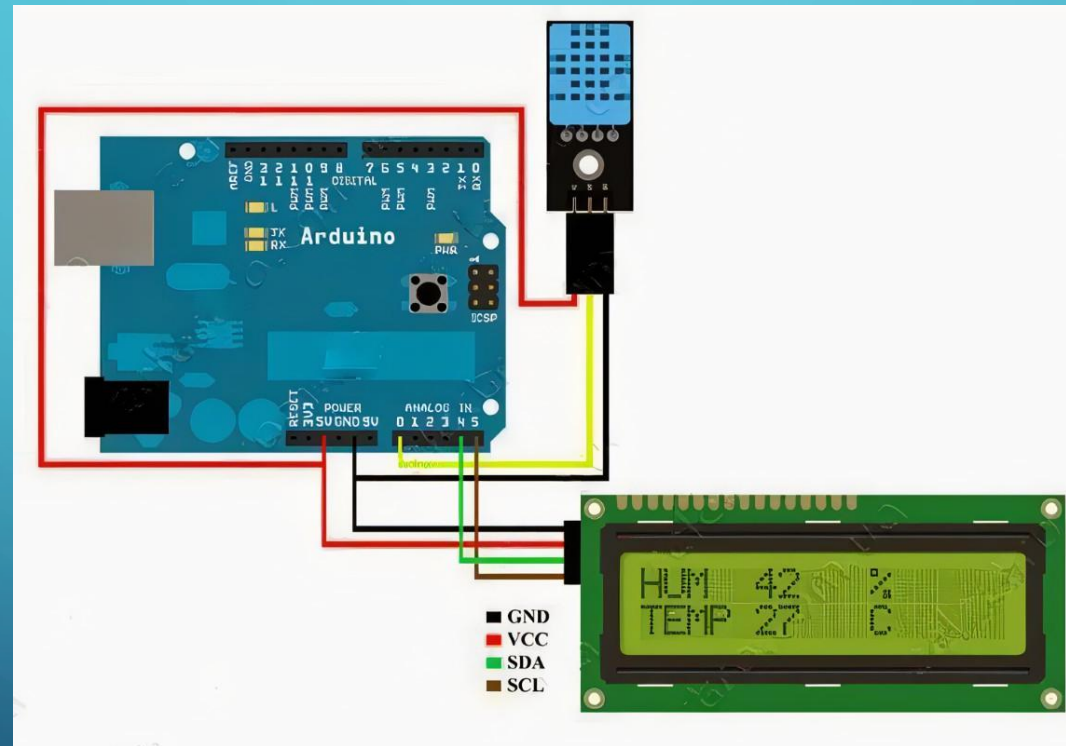 AREF
GND
13
12
11 PWM
10 PWM
9 PWM
8
DIGITAL
7
6 PWM
5 PWM
4
3 PWM
2
1 TX
0 RX
L
TX
RX
Arduino
PWR
1
ICSP
RESET
3V3
5V GND 9V
POWER
ANALOG IN
0 1 2 3 4 5
HUM 42 %
TEMP 27 C
GND
VCC
SDA
SCL